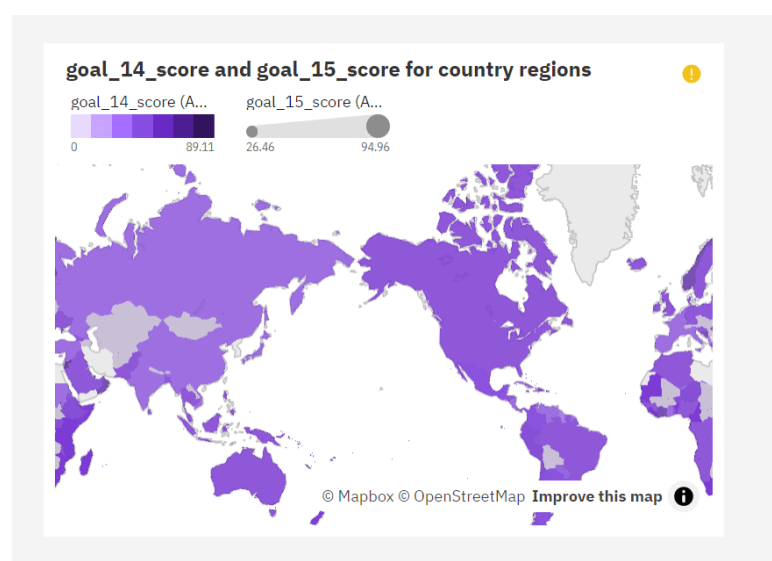 goal_14_score and goal_15_score for country regions
goal_14_score (A... goal_15_score (A...
0 89.11 26.46 94.96
© Mapbox © OpenStreetMap Improve this map